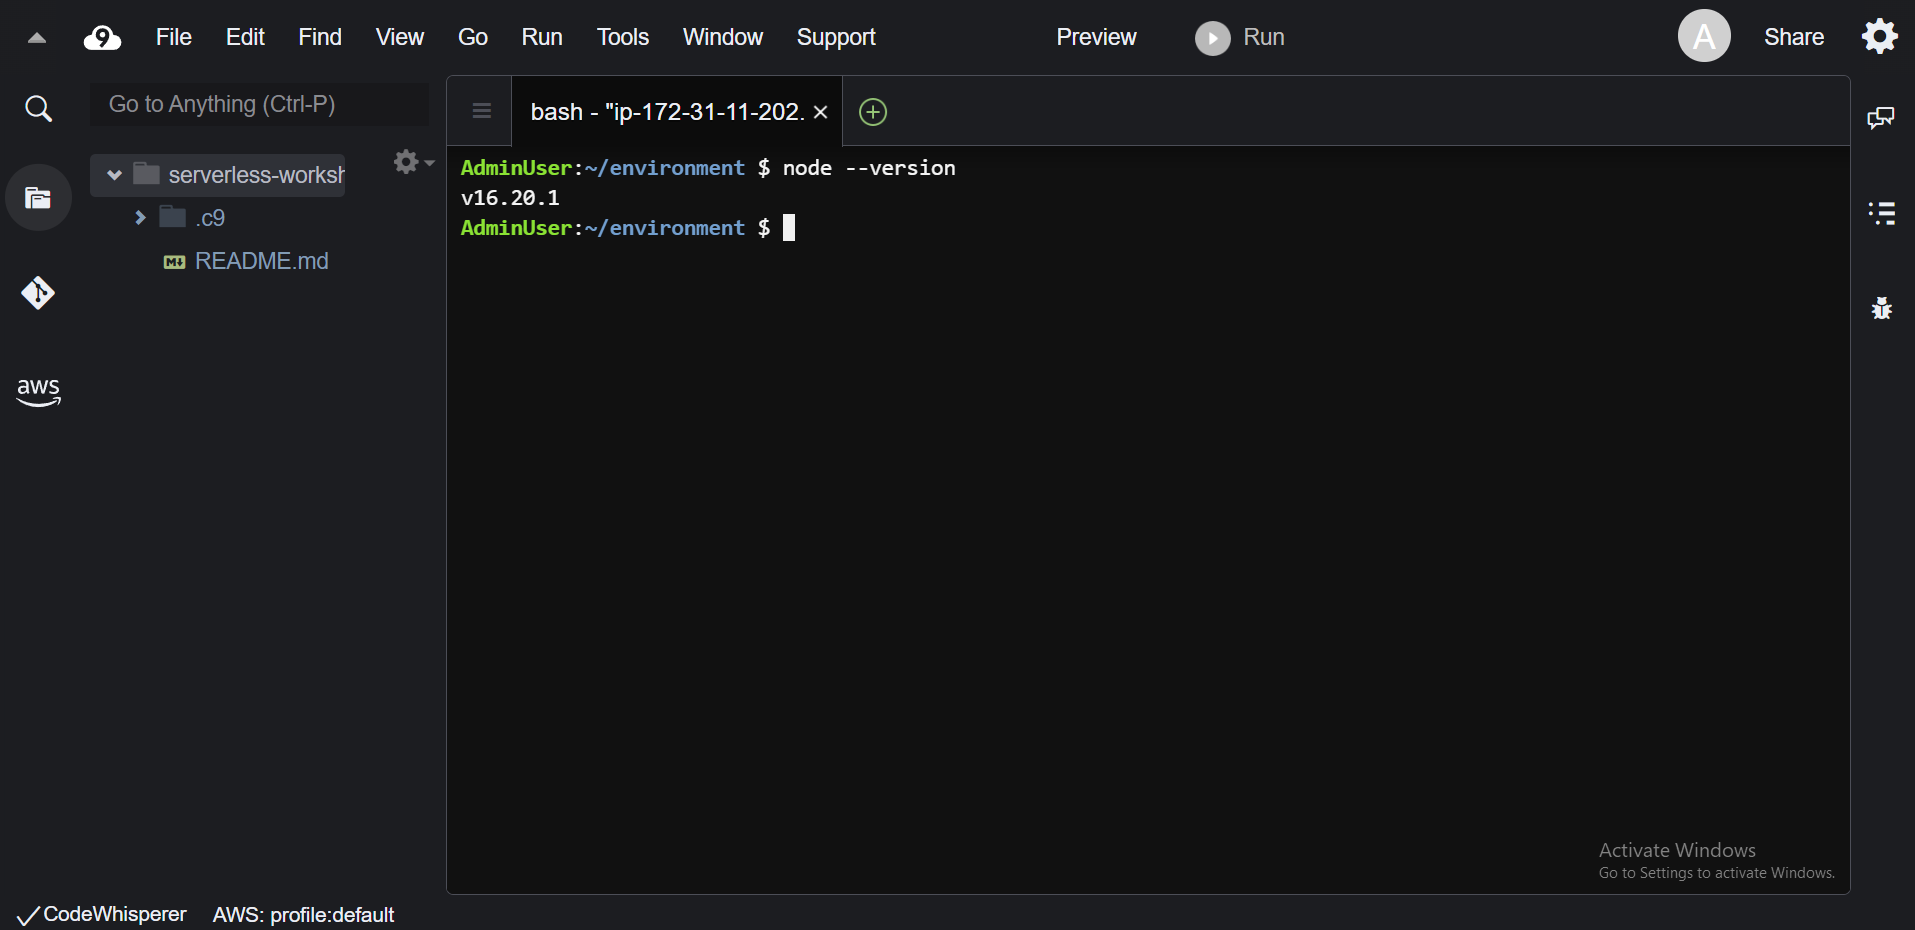 9 File Edit Find View Go Run Tools Window Support Preview Run A Share
Go to Anything (Ctrl-P)
bash - "ip-172-31-11-202.
serverless-worksh
.c9
README.md
aws
AdminUser:~/environment $ node --version
v16.20.1
AdminUser:~/environment $
Activate Windows
Go to Settings to activate Windows.
CodeWhisperer AWS: profile:default